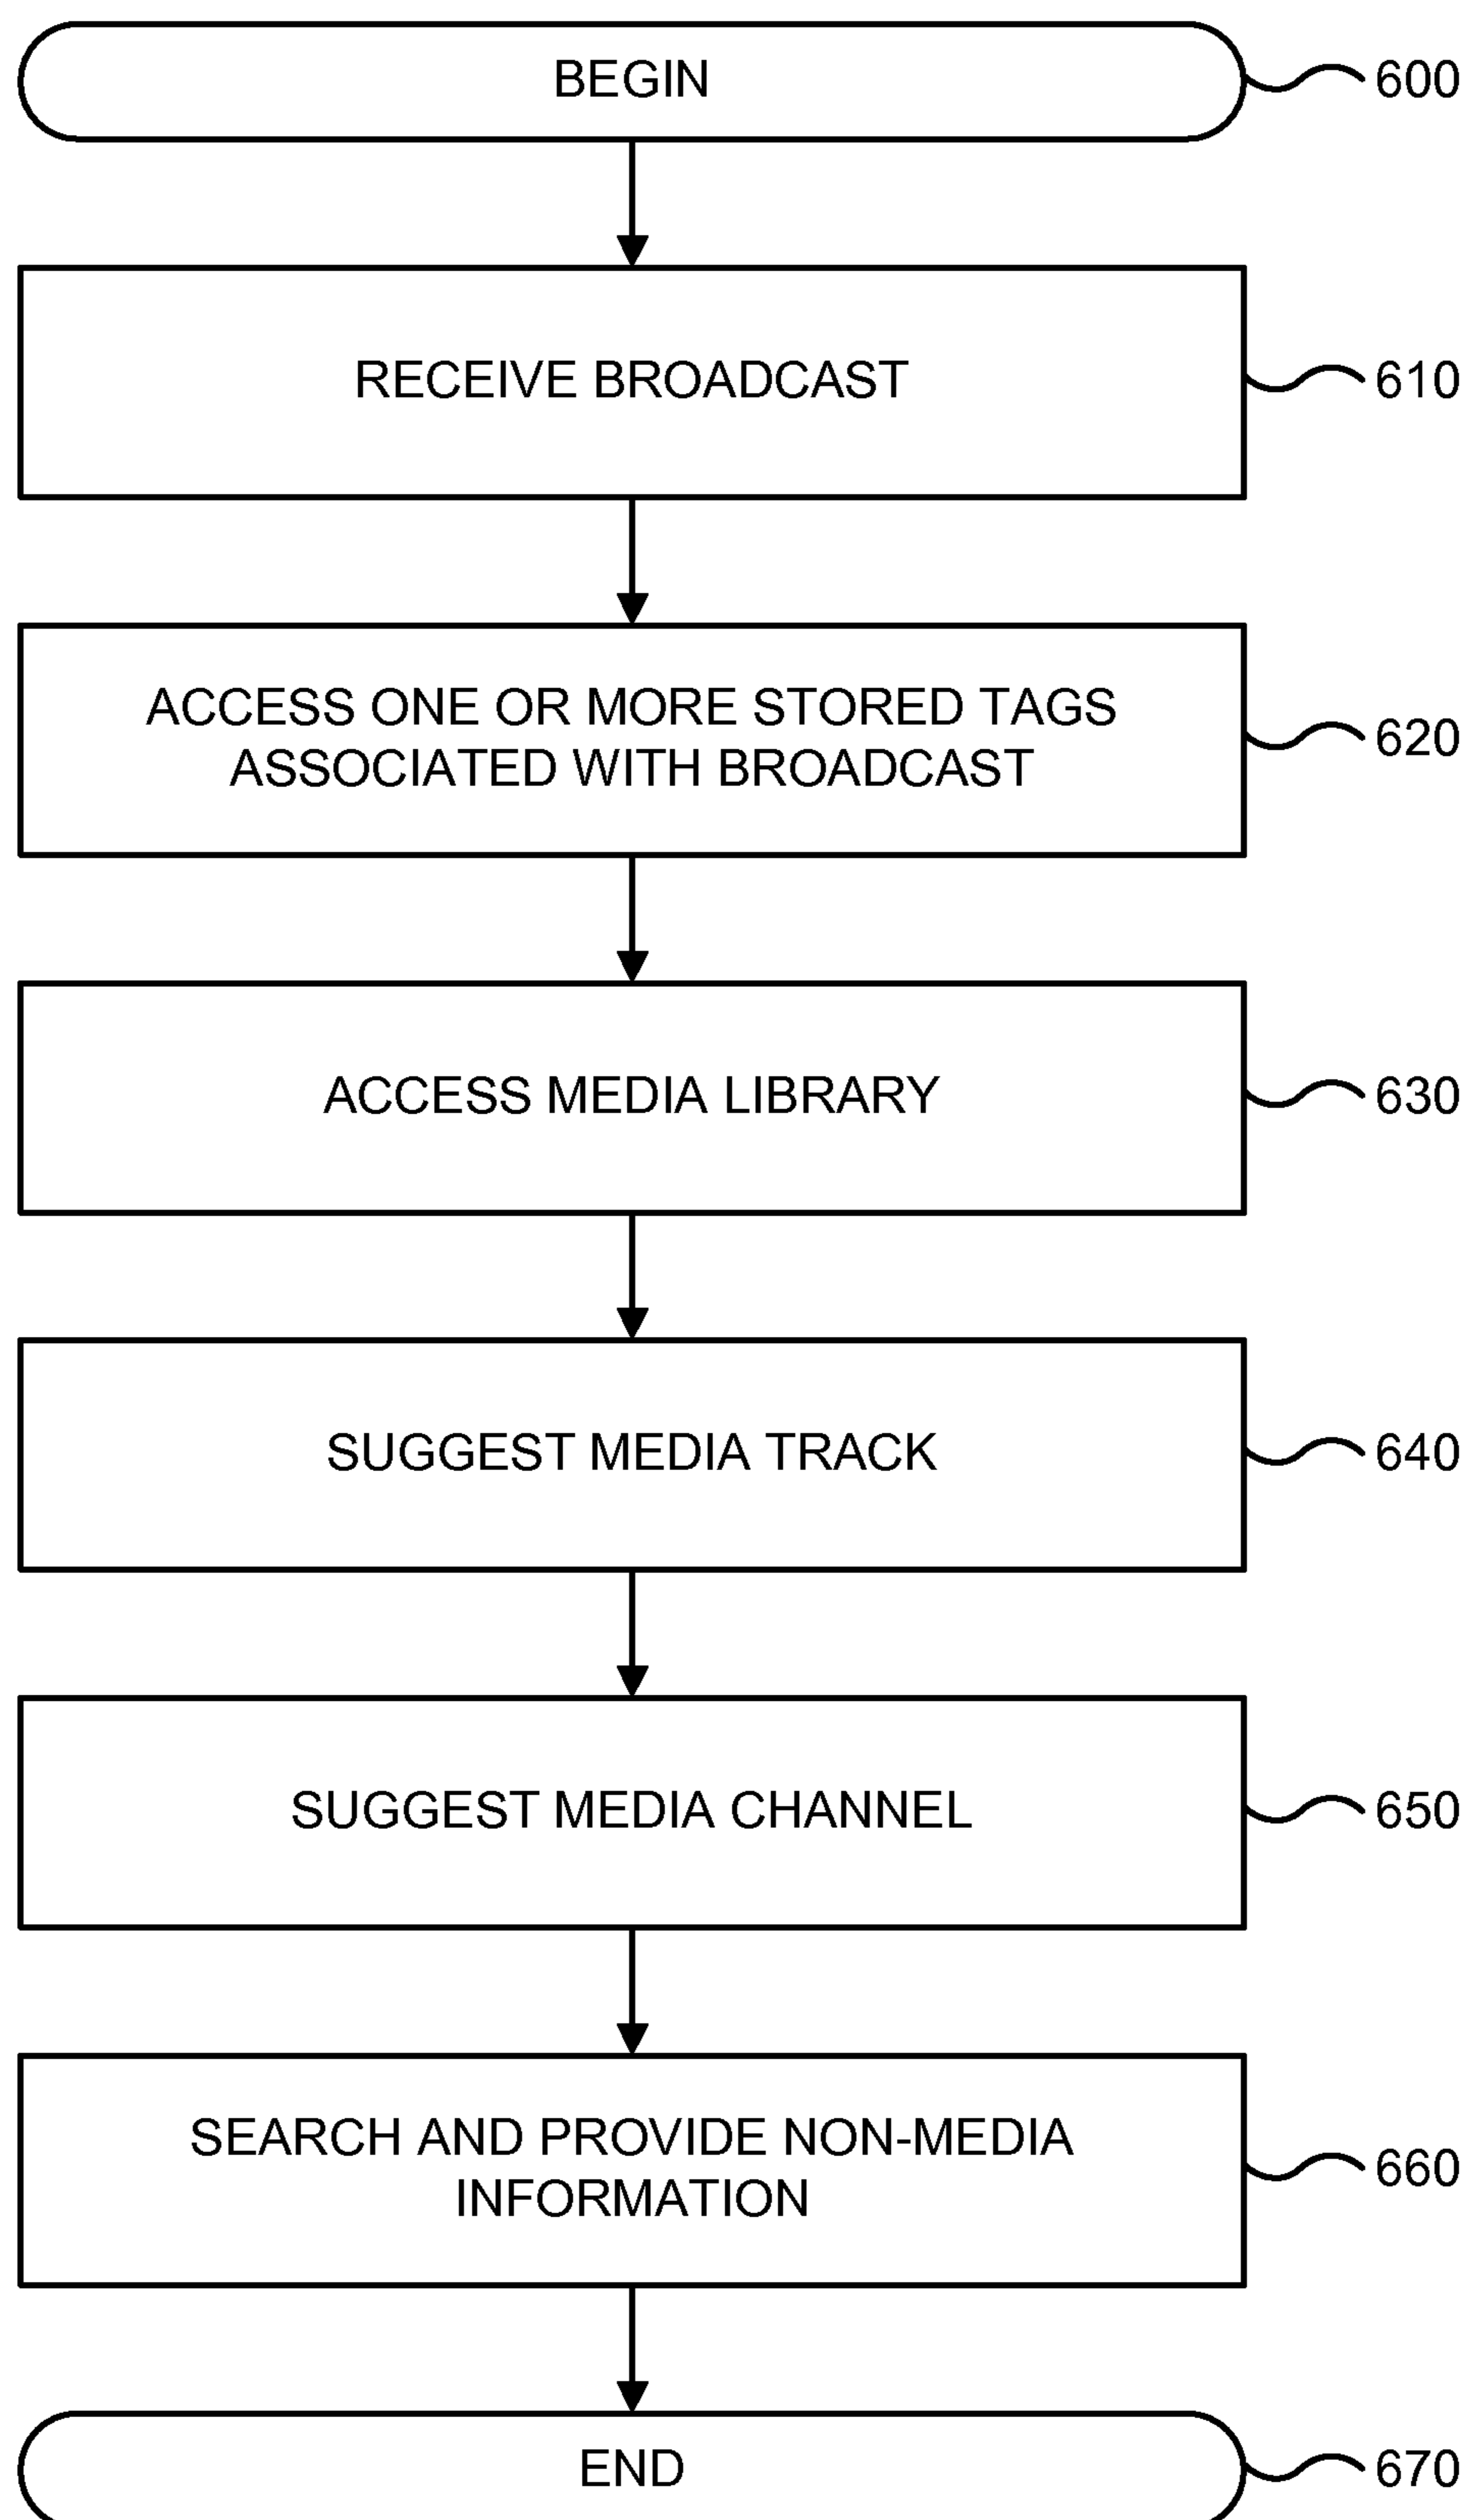 BEGIN
600
RECEIVE BROADCAST
610
ACCESS ONE OR MORE STORED TAGS
ASSOCIATED WITH BROADCAST
620
ACCESS MEDIA LIBRARY
630
SUGGEST MEDIA TRACK
640
SUGGEST MEDIA CHANNEL
650
SEARCH AND PROVIDE NON-MEDIA
INFORMATION
660
END
670